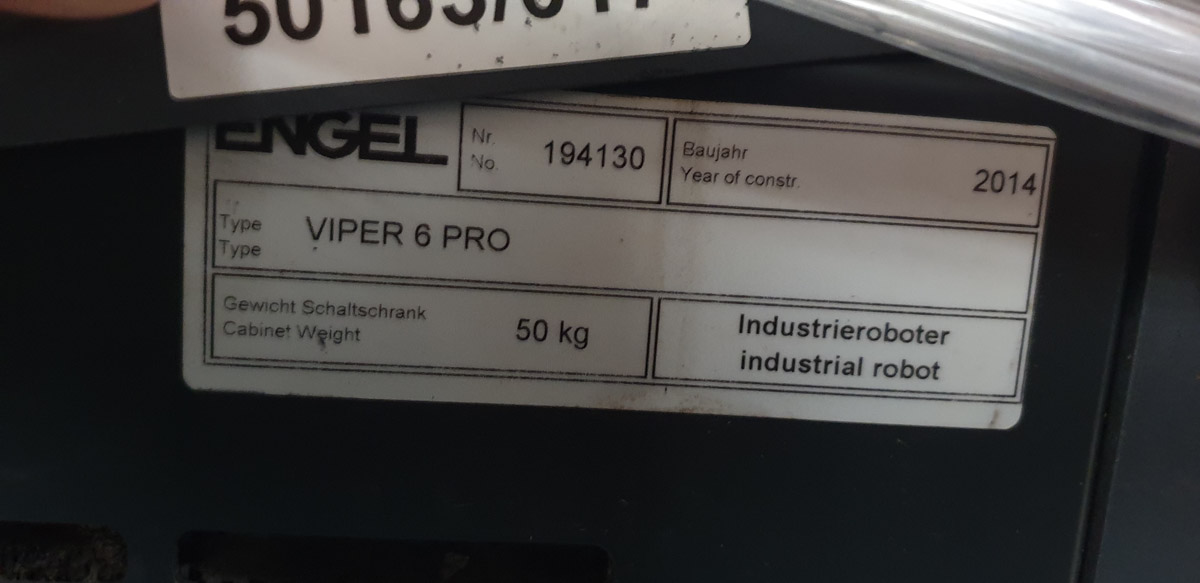 ENGEL
Nr.
No.
194130
Baujahr
Year of constr.
2014
Type
Type
VIPER 6 PRO
Gewicht Schaltschrank
Cabinet Weight
50 kg
Industrieroboter
industrial robot